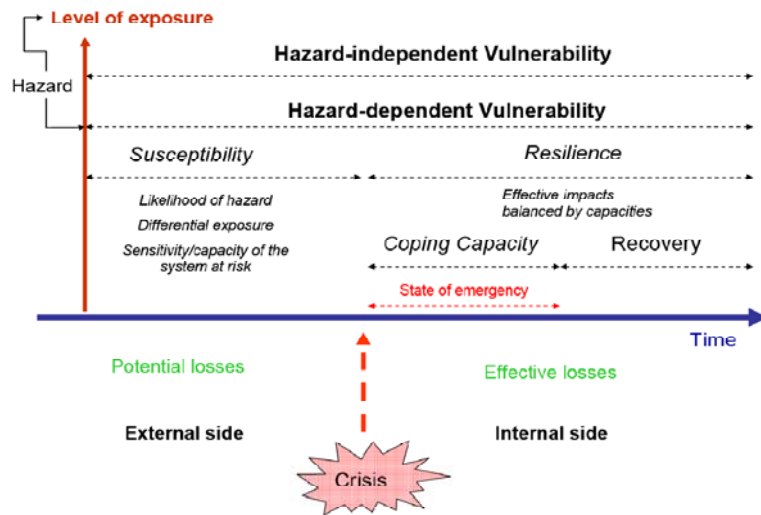 Level of exposure
Hazard-independent Vulnerability
Hazard
Hazard-dependent Vulnerability
Susceptibility
Resilience
Likelihood of hazard
Differential exposure
Sensitivity/capacity of the
system at risk
Effective impacts
balanced by capacities
Coping Capacity
Recovery
State of emergency
Time
Potential losses
Effective losses
External side
Internal side
Crisis